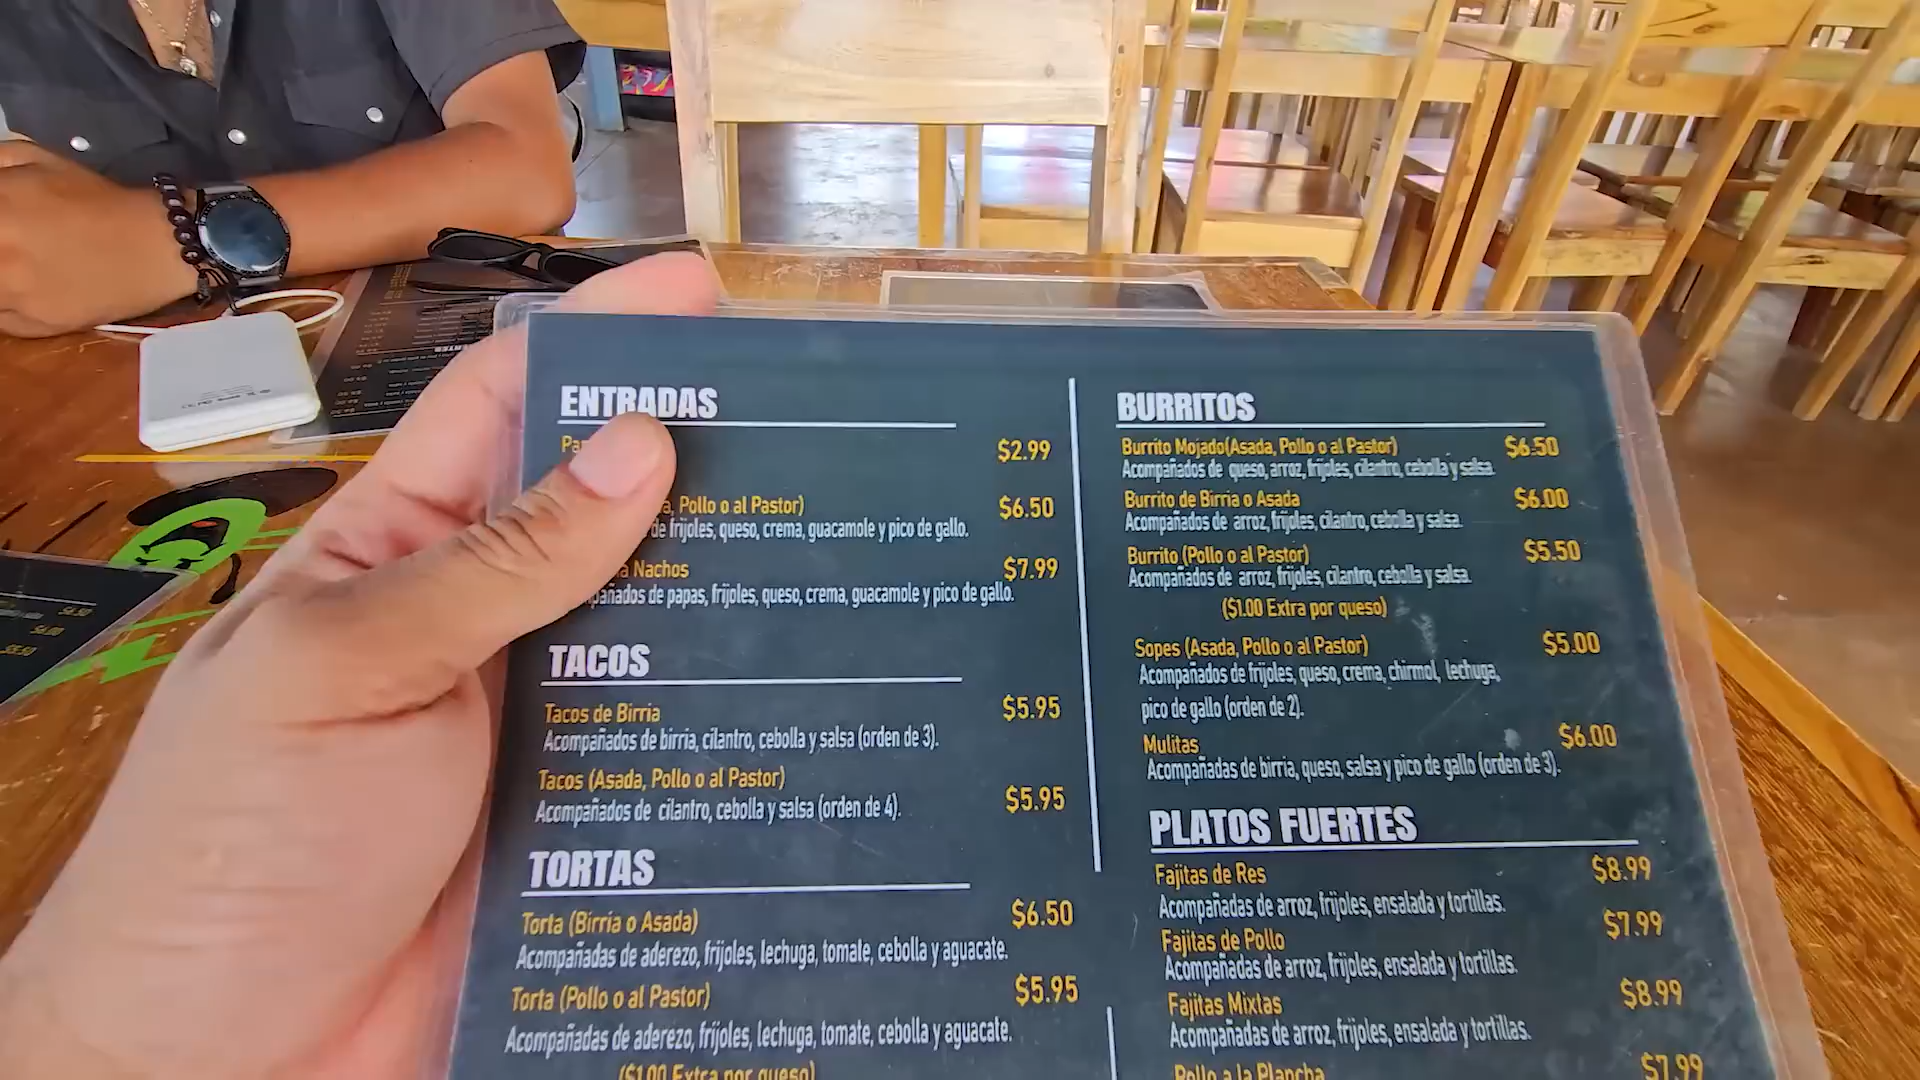 ENTRADAS
$2.99
Pollo o al Pastor) $6.50
de frijoles, queso, crema, guacamole y pico de gallo.
Nachos $7.99
de papas, frijoles, queso, crema, guacamole y pico de gallo.
TACOS
Tacos de Birria $5.95
Acompañados de birria, cilantro, cebolla y salsa (orden de 3).
Tacos (Asada, Pollo o al Pastor) $5.95
Acompañados de cilantro, cebolla y salsa (orden de 4).
TORTAS
Torta (Birria o Asada) $6.50
Acompañadas de aderezo, frijoles, lechuga, tomate, cebolla y aguacate.
Torta (Pollo o al Pastor) $5.95
Acompañadas de aderezo, frijoles, lechuga, tomate, cebolla y aguacate.
($1.00 Extra por queso)
BURRITOS
Burrito Mojado(Asada, Pollo o al Pastor) $6.50
Acompañados de queso, arroz, frijoles, cilantro, cebolla y salsa.
Burrito de Birria o Asada $6.00
Acompañados de arroz, frijoles, cilantro, cebolla y salsa.
Burrito (Pollo o al Pastor) $5.50
Acompañados de arroz, frijoles, cilantro, cebolla y salsa.
($1.00 Extra por queso)
Sopes (Asada, Pollo o al Pastor) $5.00
Acompañados de frijoles, queso, crema, chirmol, lechuga,
pico de gallo (orden de 2).
Mulitas $6.00
Acompañadas de birria, queso, salsa y pico de gallo (orden de 3).
PLATOS FUERTES
Fajitas de Res $8.99
Acompañadas de arroz, frijoles, ensalada y tortillas.
Fajitas de Pollo $7.99
Acompañadas de arroz, frijoles, ensalada y tortillas.
Fajitas Mixtas $8.99
Acompañadas de arroz, frijoles, ensalada y tortillas.
Pollo a la Plancha $7.99